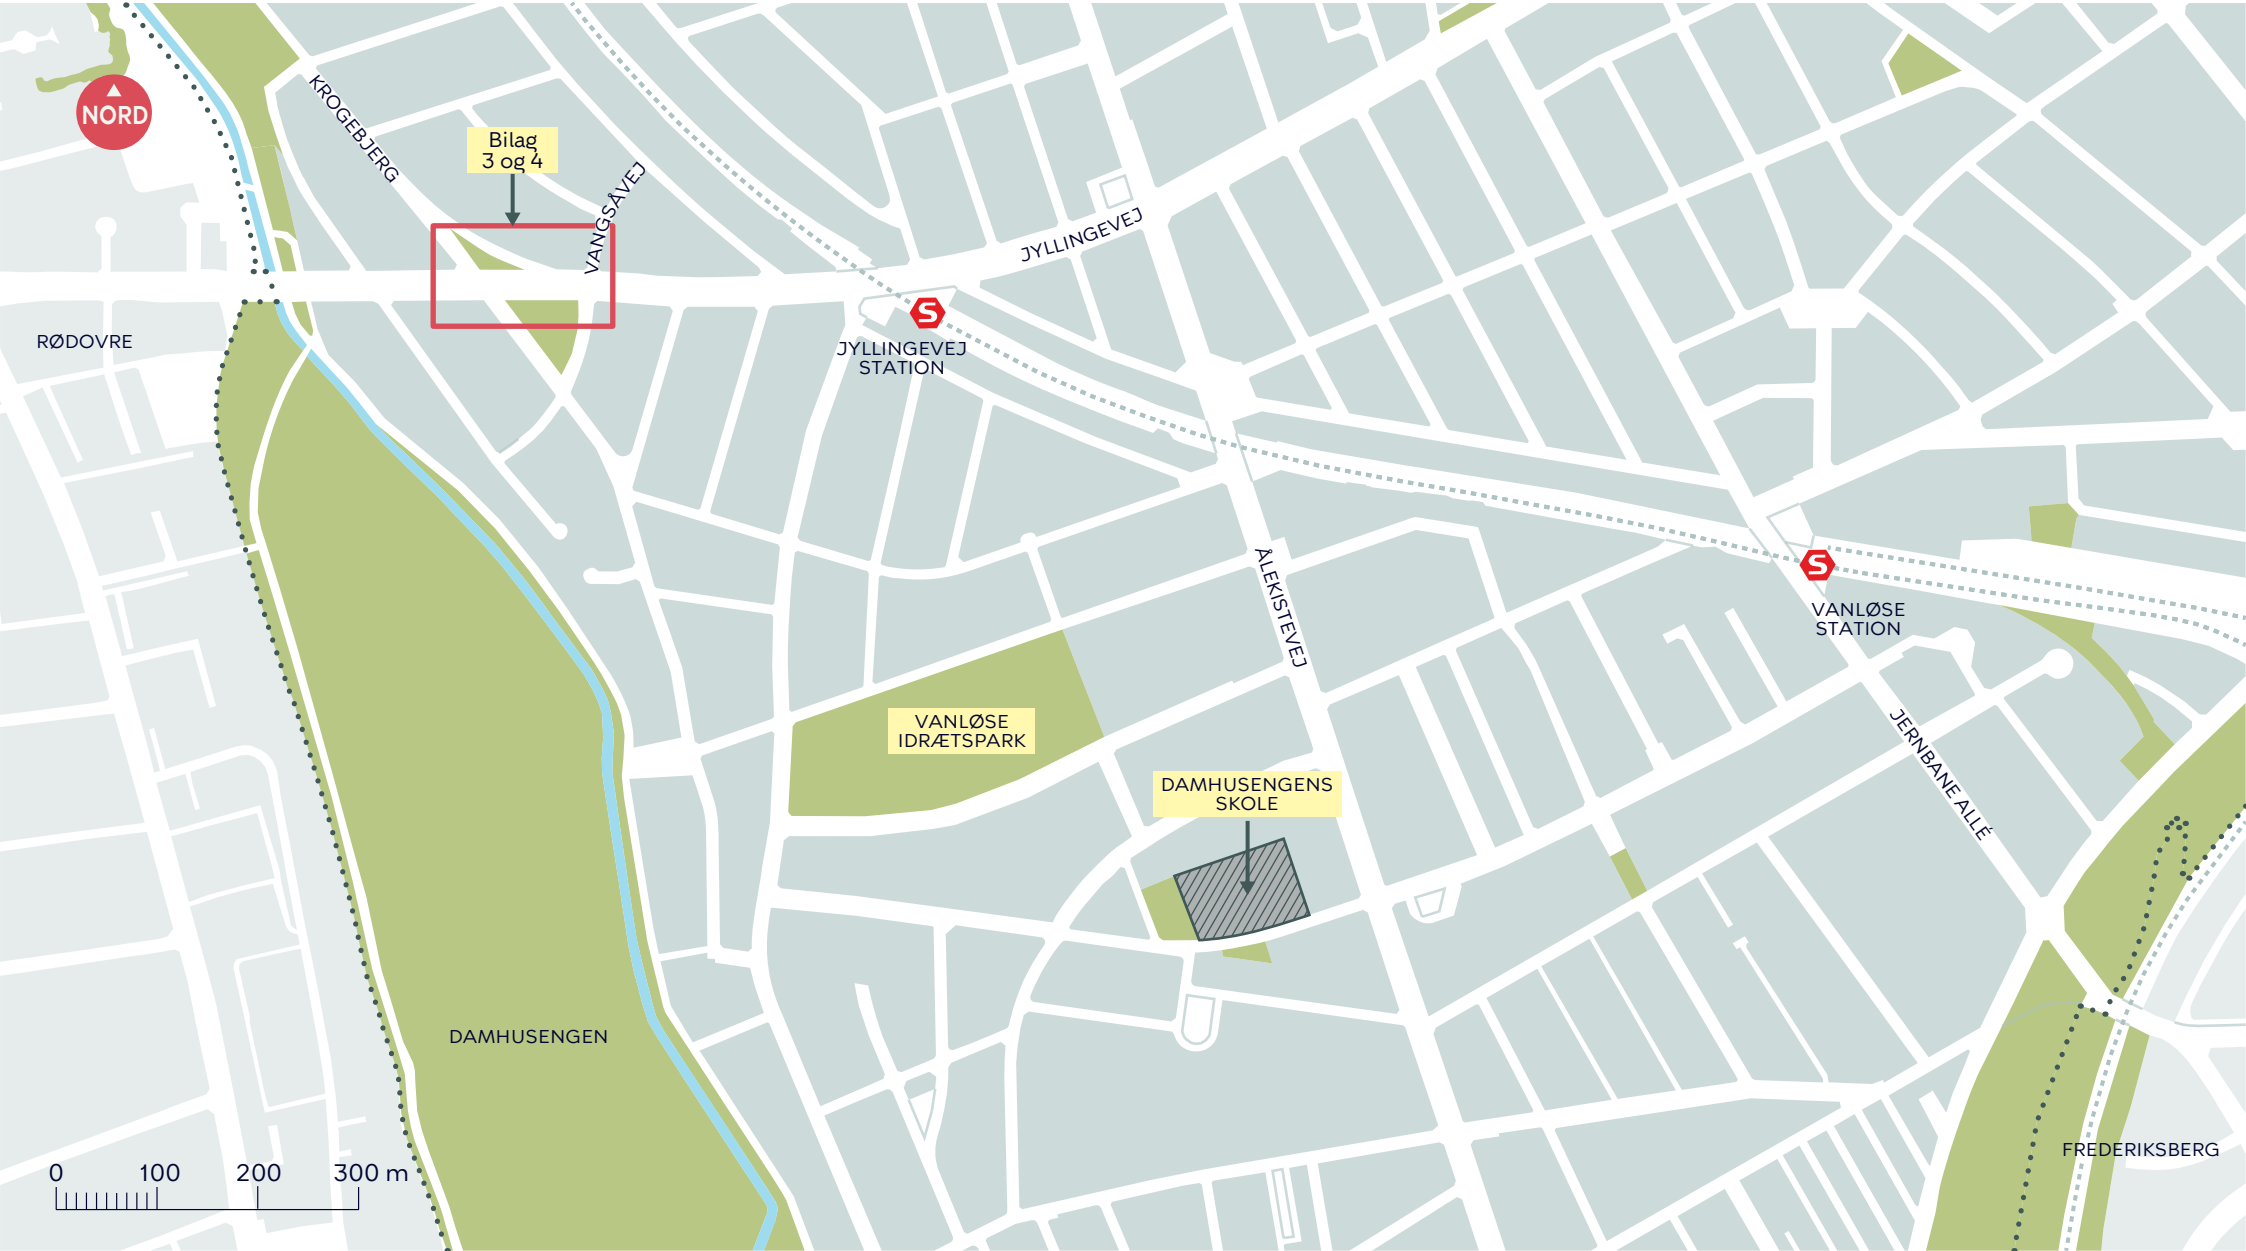 NORD
KROGEBJERG
Bilag
3 og 4
VANGSÅVEJ
JYLLINGEVEJ
S
JYLLINGEVEJ
STATION
RØDOVRE
ÅLEKISTEVEJ
S
VANLØSE
STATION
VANLØSE
IDRÆTSPARK
JERNBANE ALLÉ
DAMHUSENGENS
SKOLE
DAMHUSENGEN
FREDERIKSBERG
0 100 200 300 m